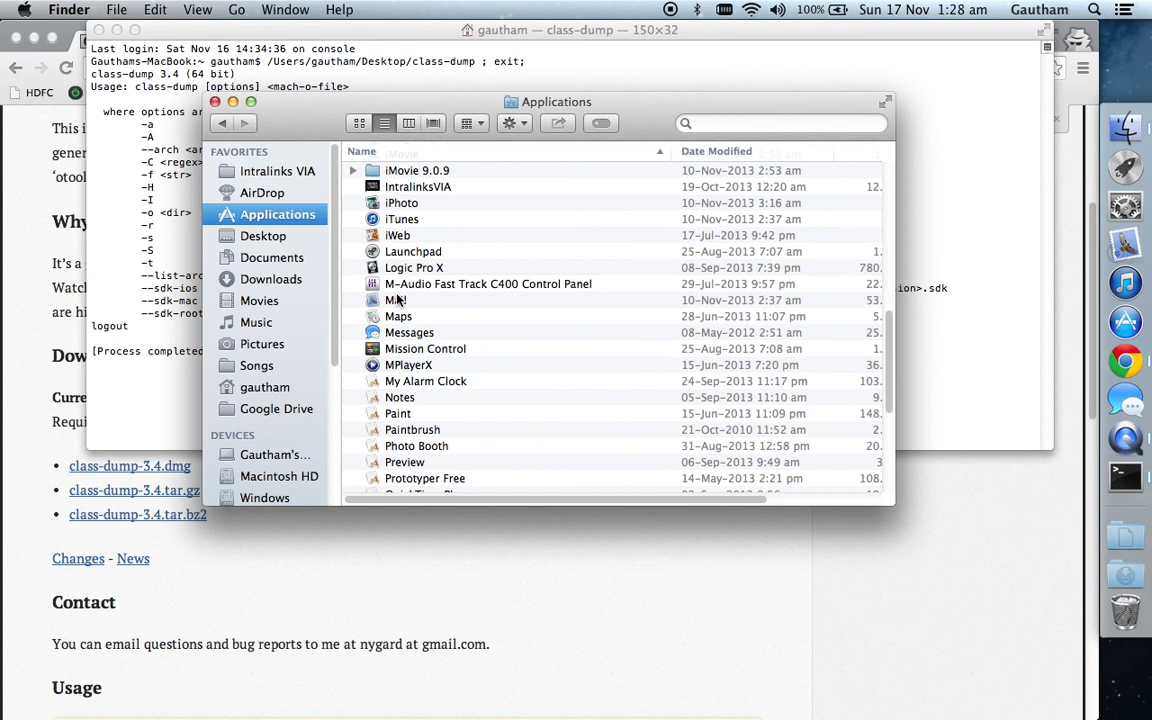 Finder File Edit View Go Window Help 100% Sun 17 Nov 1:28 am Gautham
gautham — class-dump — 150×32
HDFC
Last login: Sat Nov 16 14:34:36 on console
Gauthams-MacBook:~ gautham$ /Users/gautham/Desktop/class-dump ; exit;
class-dump 3.4 (64 bit)
Usage: class-dump [options] <mach-o-file>
where options ar
-a
-A
--arch <ar
-C <regex>
-f <str>
-H
-I
-o <dir>
-r
-s
-S
-t
--list-arc
--sdk-ios
--sdk-mac
--sdk-root
ion>.sdk
logout
[Process completed
Applications
FAVORITES
Intralinks VIA
AirDrop
Applications
Desktop
Documents
Downloads
Movies
Music
Pictures
Songs
gautham
Google Drive
DEVICES
Gautham's...
Macintosh HD
Windows
Name Date Modified
iMovie 9.0.9 10-Nov-2013 2:53 am
IntralinksVIA 19-Oct-2013 12:20 am 12.
iPhoto 10-Nov-2013 3:16 am
iTunes 10-Nov-2013 2:37 am
iWeb 17-Jul-2013 9:42 pm
Launchpad 25-Aug-2013 7:07 am 1.
Logic Pro X 08-Sep-2013 7:39 pm 780.
M-Audio Fast Track C400 Control Panel 29-Jul-2013 9:57 pm 22.
10-Nov-2013 2:37 am 53.
Maps 28-Jun-2013 11:07 pm 5.
Messages 08-May-2012 2:51 am 25.
Mission Control 25-Aug-2013 7:08 am 1.
MPlayerX 15-Jun-2013 7:20 pm 36.
My Alarm Clock 24-Sep-2013 11:17 pm 103.
Notes 05-Sep-2013 11:10 am 9.
Paint 15-Jun-2013 11:09 pm 148.
Paintbrush 21-Oct-2010 11:52 am 2.
Photo Booth 31-Aug-2013 12:58 pm 20.
Preview 06-Sep-2013 9:49 am 3
Prototyper Free 14-May-2013 2:21 pm 108.
This i
gener
'otool
Why
It's a
Watch
are hi
Dow
Curre
Requi
class-dump-3.4.dmg
class-dump-3.4.tar.gz
class-dump-3.4.tar.bz2
Changes - News
Contact
You can email questions and bug reports to me at nygard at gmail.com.
Usage